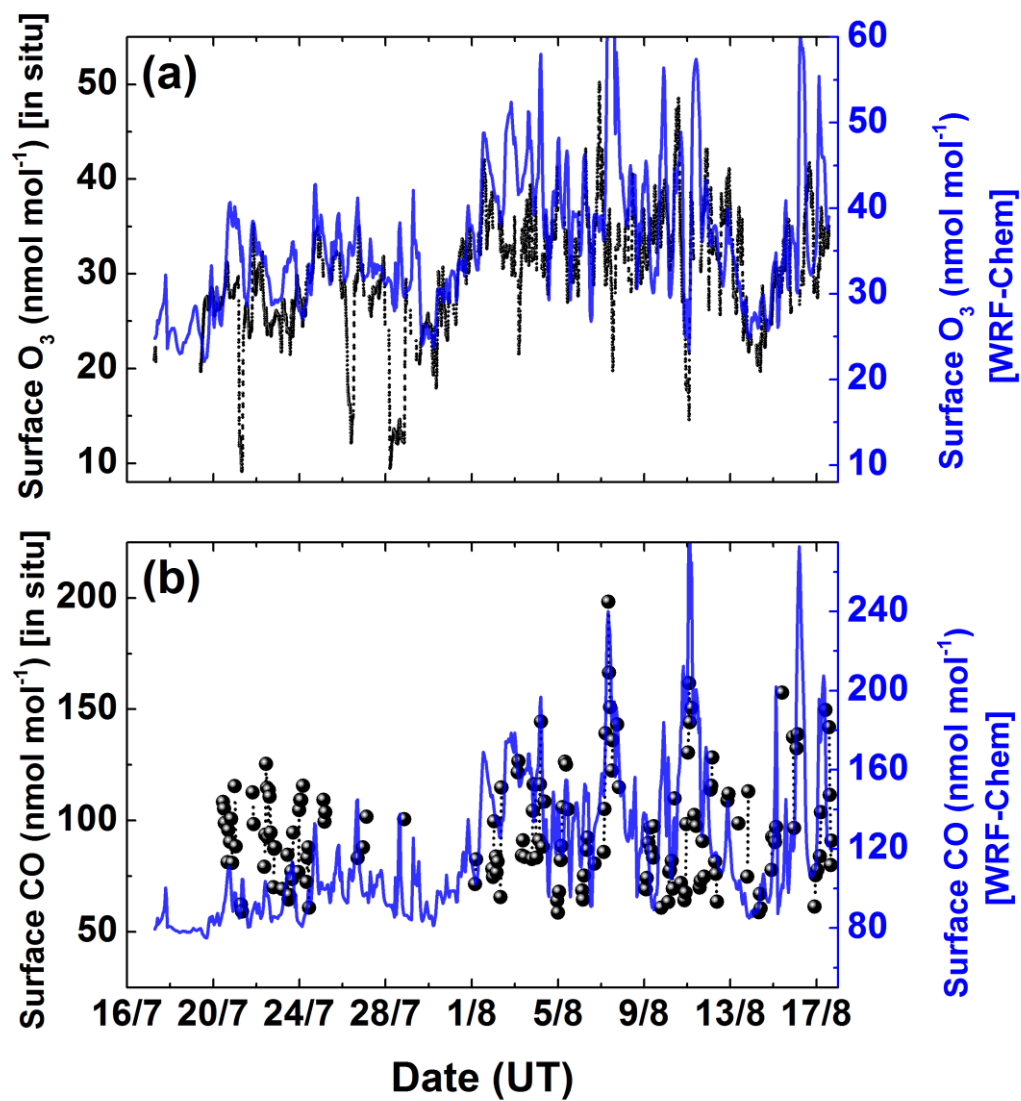 (a)
Surface O3 (nmol mol-1) [in situ]
50
40
30
20
10
Surface O3 (nmol mol-1)
[WRF-Chem]
60
50
40
30
20
10
(b)
Surface CO (nmol mol-1) [in situ]
200
150
100
50
Surface CO (nmol mol-1)
[WRF-Chem]
240
200
160
120
80
16/7 20/7 24/7 28/7 1/8 5/8 9/8 13/8 17/8
Date (UT)